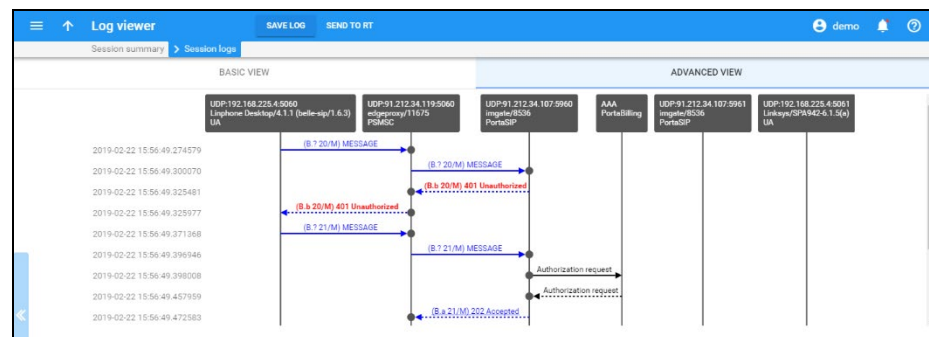 Log viewer SAVE LOG SEND TO RT demo
Session summary Session logs
BASIC VIEW ADVANCED VIEW
UDP:192.168.225.4:5060
Linphone Desktop/4.1.1 (belle-sip/1.6.3)
UA
UDP:91.212.34.119:5060
edgeproxy/11675
PSMSC
UDP:91.212.34.107:5960
imgate/8536
PortaSIP
AAA
PortaBilling
UDP:91.212.34.107:5961
imgate/8536
PortaSIP
UDP:192.168.225.4:5061
Linksys/SPA942-6.1.5(a)
UA
2019-02-22 15:56:49.274579 (B.? 20/M) MESSAGE
2019-02-22 15:56:49.300070 (B.? 20/M) MESSAGE
2019-02-22 15:56:49.325481 (B.b 20/M) 401 Unauthorized
2019-02-22 15:56:49.325977 (B.b 20/M) 401 Unauthorized
2019-02-22 15:56:49.371368 (B.? 21/M) MESSAGE
2019-02-22 15:56:49.396946 (B.? 21/M) MESSAGE
2019-02-22 15:56:49.398008 Authorization request
2019-02-22 15:56:49.457959 Authorization request
2019-02-22 15:56:49.472583 (B.a 21/M) 202 Accepted